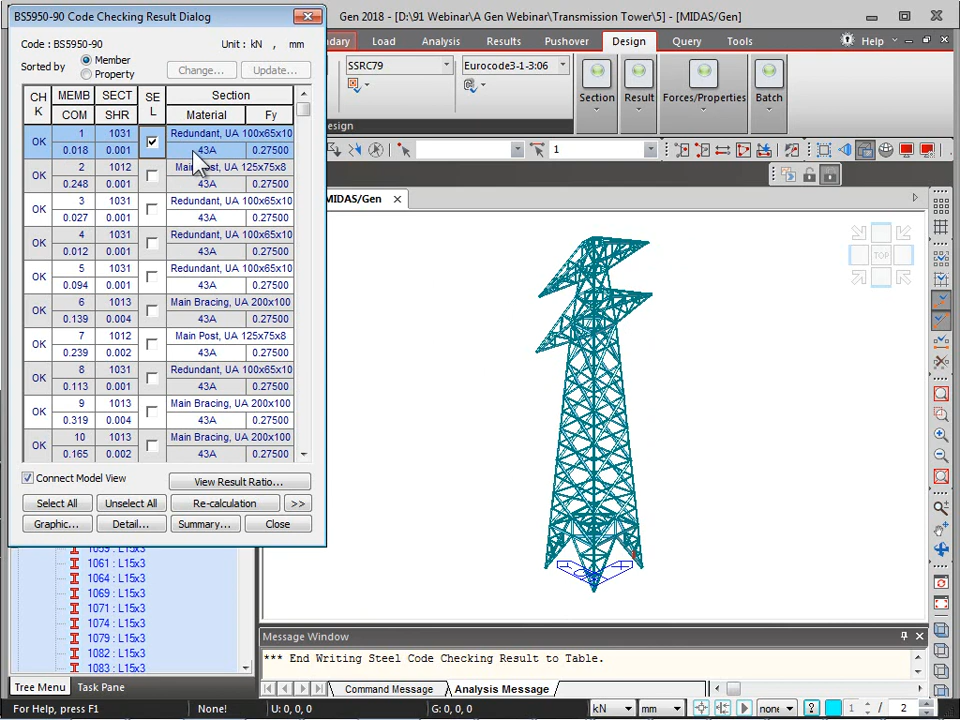 BS5950-90 Code Checking Result Dialog
Gen 2018 - [D:\91 Webinar\A Gen Webinar\Transmission Tower\5] - [MIDAS/Gen]
Code : BS5950-90
Unit : kN , mm
Sorted by
Member
Property
Change...
Update...
dary
Load
Analysis
Results
Pushover
Design
Query
Tools
Help
SSRC79
Eurocode3-1-3:06
Section
Result
Forces/Properties
Batch
esign
1
CH K
MEMB
SECT
SE L
Section
COM
SHR
Material
Fy
OK
1
1031
Redundant, UA 100x65x10
0.018
0.001
43A
0.27500
OK
2
1012
Main Post, UA 125x75x8
0.248
0.001
43A
0.27500
OK
3
1031
Redundant, UA 100x65x10
0.027
0.001
43A
0.27500
OK
4
1031
Redundant, UA 100x65x10
0.012
0.001
43A
0.27500
OK
5
1031
Redundant, UA 100x65x10
0.094
0.001
43A
0.27500
OK
6
1013
Main Bracing, UA 200x100
0.139
0.004
43A
0.27500
OK
7
1012
Main Post, UA 125x75x8
0.239
0.002
43A
0.27500
OK
8
1031
Redundant, UA 100x65x10
0.113
0.001
43A
0.27500
OK
9
1013
Main Bracing, UA 200x100
0.319
0.004
43A
0.27500
OK
10
1013
Main Bracing, UA 200x100
0.165
0.002
43A
0.27500
Connect Model View
View Result Ratio...
Select All
Unselect All
Re-calculation
>>
Graphic...
Detail...
Summary...
Close
MIDAS/Gen
TOP
1059 : L15x3
1061 : L15x3
1064 : L15x3
1069 : L15x3
1071 : L15x3
1074 : L15x3
1079 : L15x3
1082 : L15x3
1083 : L15x3
Message Window
*** End Writing Steel Code Checking Result to Table.
Tree Menu
Task Pane
Command Message
Analysis Message
For Help, press F1
None!
U: 0, 0, 0
G: 0, 0, 0
kN
mm
none
1
/
2